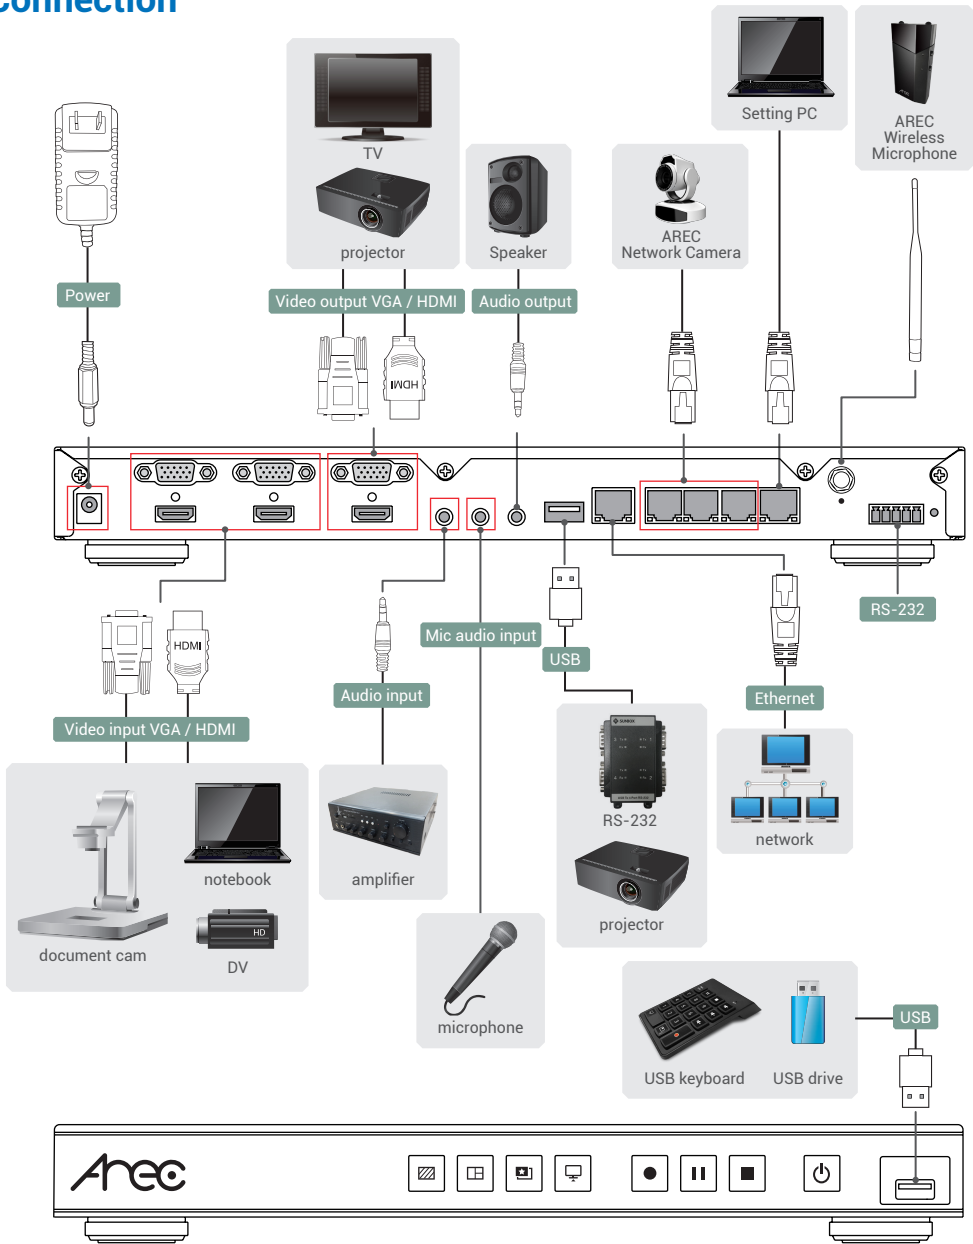 Connection
Setting PC
AREC
Wireless
Microphone
TV
projector
Speaker
AREC
Network Camera
Power
Video output VGA / HDMI
Audio output
HDMI
RS-232
HDMI
Mic audio input
USB
Audio input
Ethernet
Video input VGA / HDMI
RS-232
network
notebook
amplifier
projector
HD
document cam
DV
microphone
USB
USB keyboard
USB drive
Arec